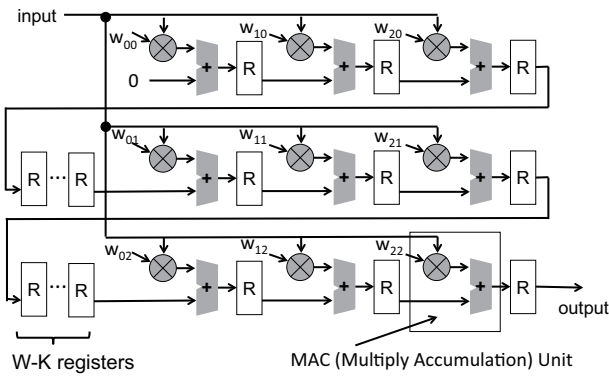 input
w00 w10 w20
+ R + R + R
0
w01 w11 w21
R ... R + R + R + R
w02 w12 w22
R ... R + R + R + R
output
W-K registers
MAC (Multiply Accumulation) Unit